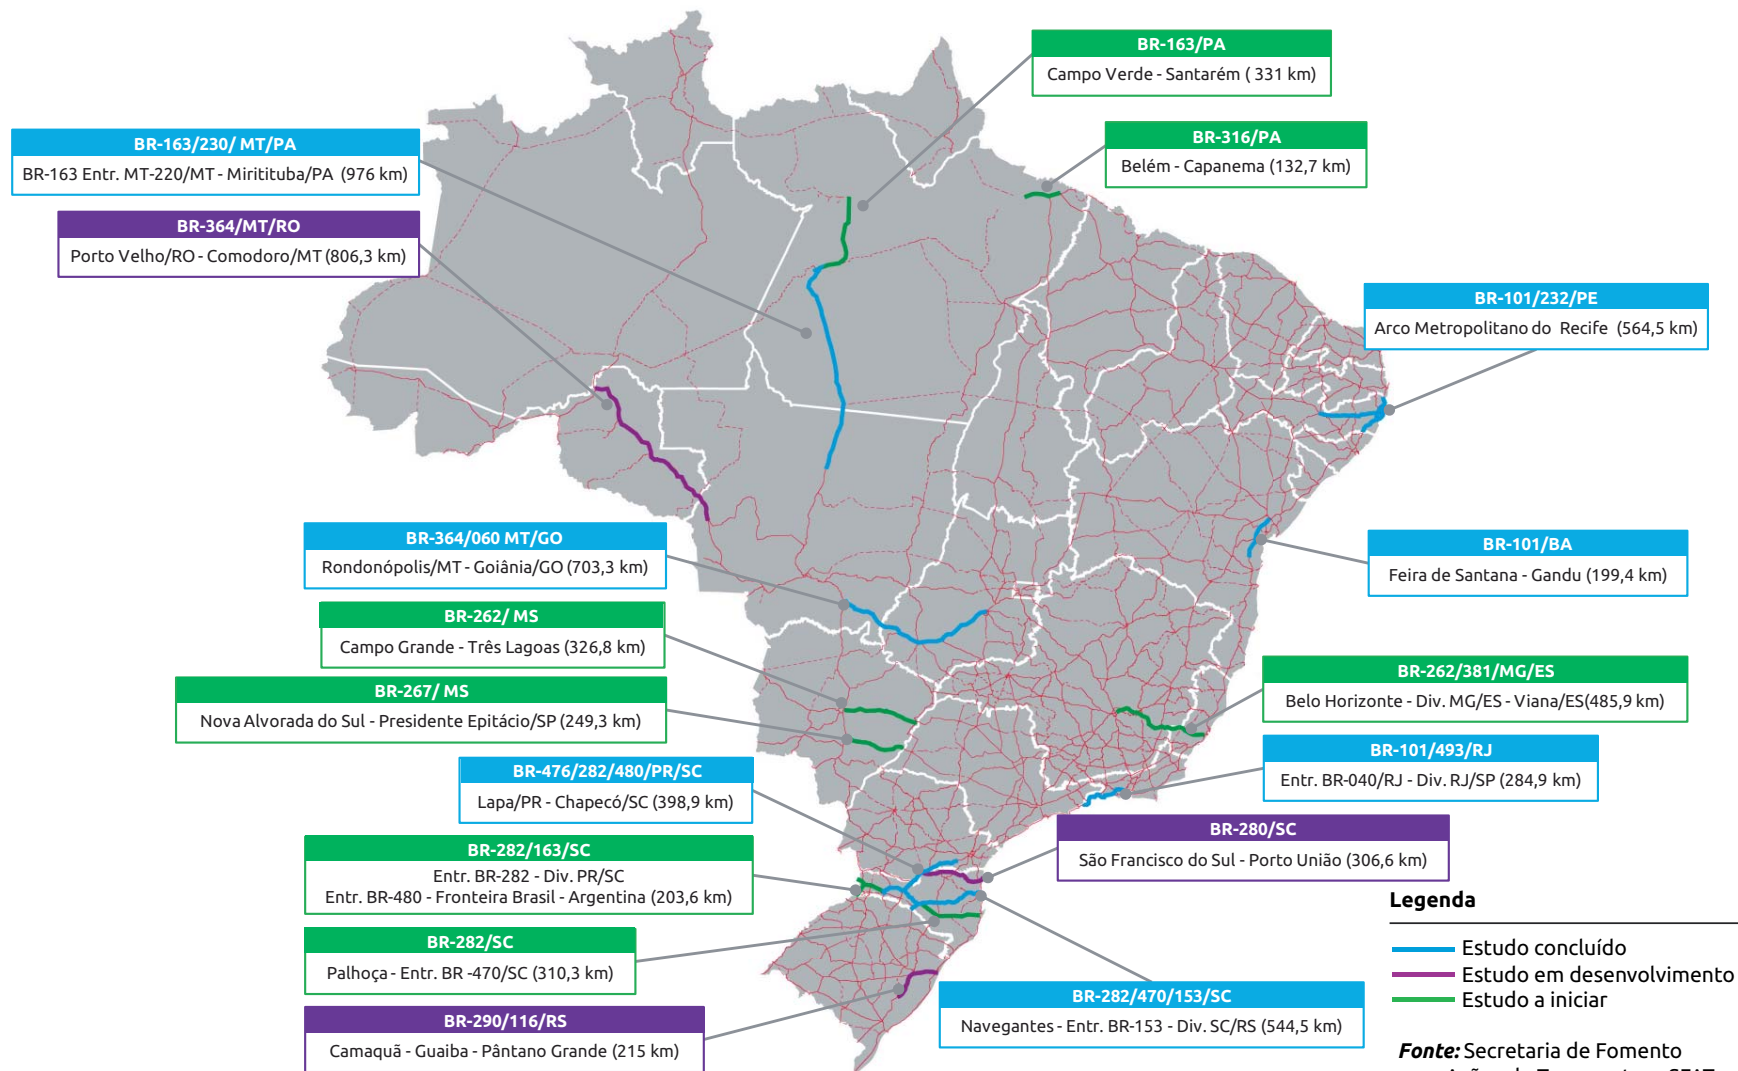 BR-163/PA
Campo Verde - Santarém ( 331 km)
BR-316/PA
Belém - Capanema (132,7 km)
BR-163/230/ MT/PA
BR-163 Entr. MT-220/MT - Miritituba/PA (976 km)
BR-364/MT/RO
Porto Velho/RO - Comodoro/MT (806,3 km)
BR-101/232/PE
Arco Metropolitano do Recife (564,5 km)
BR-364/060 MT/GO
Rondonópolis/MT - Goiânia/GO (703,3 km)
BR-101/BA
Feira de Santana - Gandu (199,4 km)
BR-262/ MS
Campo Grande - Três Lagoas (326,8 km)
BR-267/ MS
Nova Alvorada do Sul - Presidente Epitácio/SP (249,3 km)
BR-262/381/MG/ES
Belo Horizonte - Div. MG/ES - Viana/ES(485,9 km)
BR-476/282/480/PR/SC
Lapa/PR - Chapecó/SC (398,9 km)
BR-101/493/RJ
Entr. BR-040/RJ - Div. RJ/SP (284,9 km)
BR-280/SC
São Francisco do Sul - Porto União (306,6 km)
BR-282/163/SC
Entr. BR-282 - Div. PR/SC
Entr. BR-480 - Fronteira Brasil - Argentina (203,6 km)
BR-282/SC
Palhoça - Entr. BR -470/SC (310,3 km)
BR-282/470/153/SC
Navegantes - Entr. BR-153 - Div. SC/RS (544,5 km)
BR-290/116/RS
Camaquã - Guaiba - Pântano Grande (215 km)
Legenda
Estudo concluído
Estudo em desenvolvimento
Estudo a iniciar
Fonte: Secretaria de Fomento